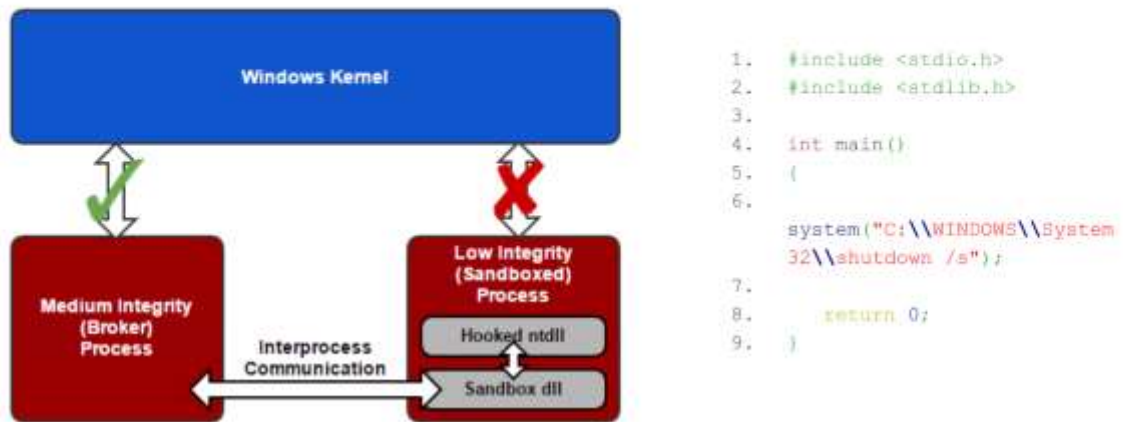 Windows Kernel
Medium Integrity
(Broker)
Process
Interprocess
Communication
Low Integrity
(Sandboxed)
Process
Hooked ntdll
Sandbox dll
1. #include <stdio.h>
2. #include <stdlib.h>
3.
4. int main()
5. {
6.
system("C:\\WINDOWS\\System
32\\shutdown /s");
7.
8. return 0;
9. }